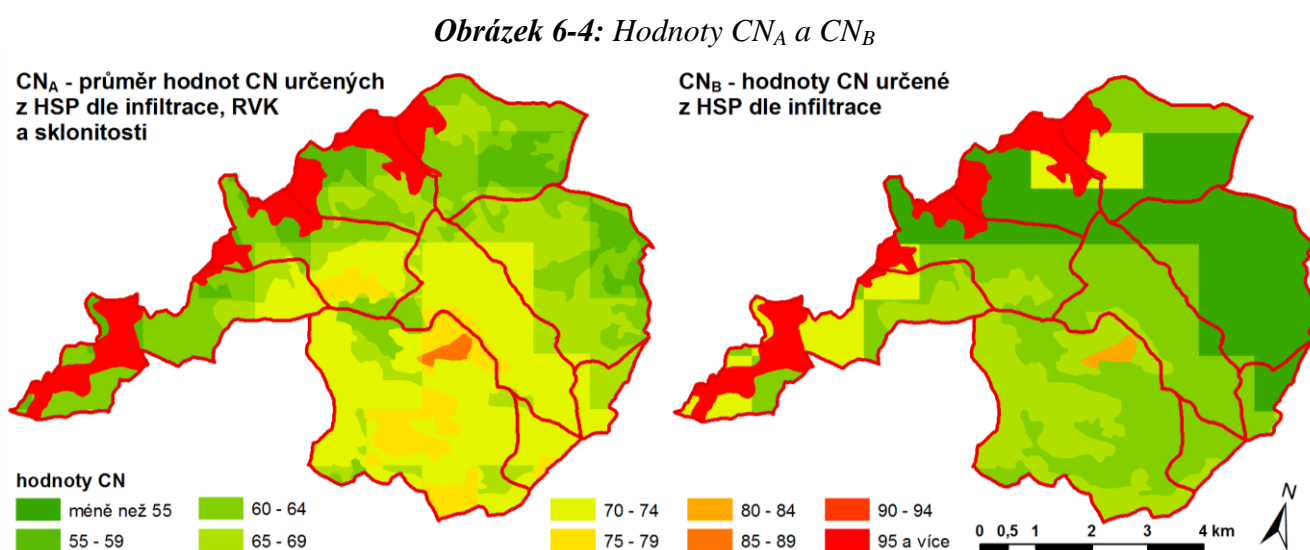 Obrázek 6-4: Hodnoty CNA a CNB
CNA - průměr hodnot CN určených
z HSP dle infiltrace, RVK
a sklonitosti
CNB - hodnoty CN určené
z HSP dle infiltrace
hodnoty CN
méně než 55
55 - 59
60 - 64
65 - 69
70 - 74
75 - 79
80 - 84
85 - 89
90 - 94
95 a více
0 0,5 1 2 3 4 km
N